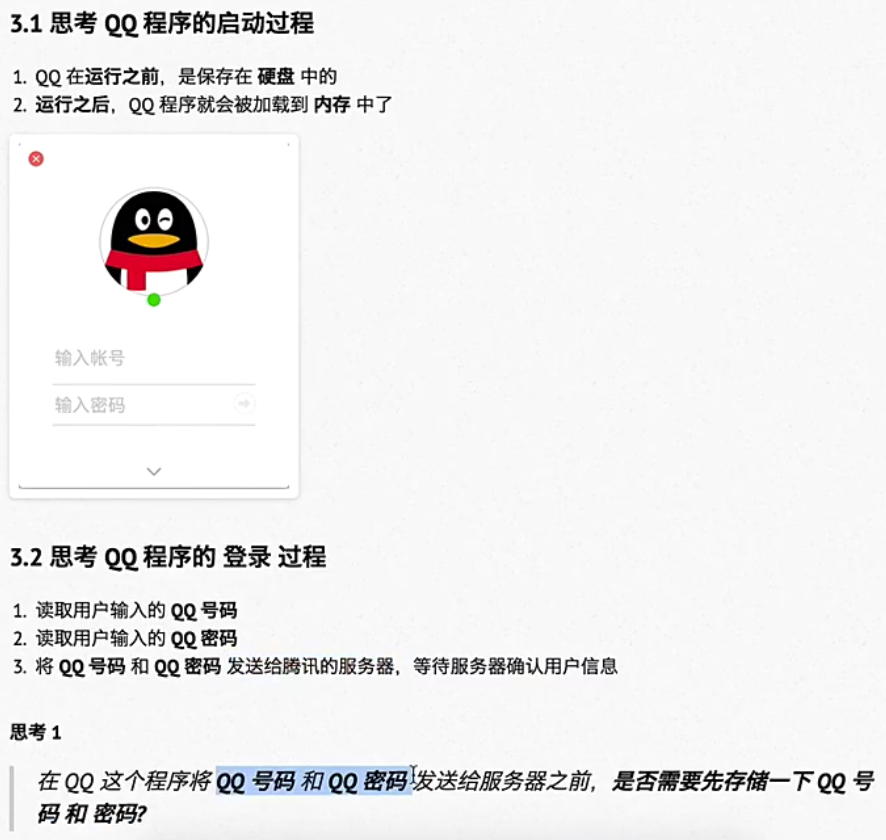 3.1 思考 QQ 程序的启动过程
1. QQ 在运行之前，是保存在 硬盘 中的
2. 运行之后，QQ 程序就会被加载到 内存 中了
输入帐号
输入密码
3.2 思考 QQ 程序的 登录 过程
1. 读取用户输入的 QQ 号码
2. 读取用户输入的 QQ 密码
3. 将 QQ 号码 和 QQ 密码 发送给腾讯的服务器，等待服务器确认用户信息
思考 1
在 QQ 这个程序将 QQ 号码 和 QQ 密码 发送给服务器之前，是否需要先存储一下 QQ 号
码 和 密码?